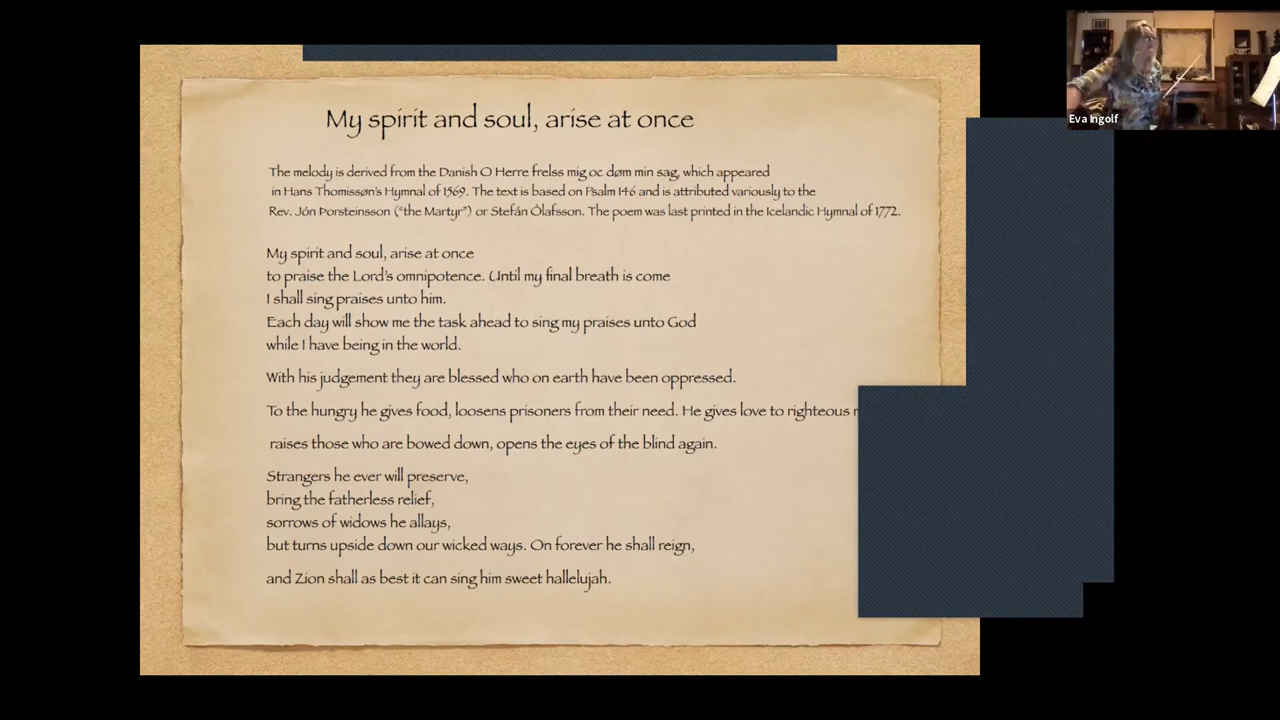 My spirit and soul, arise at once
The melody is derived from the Danish O Herre frelss mig oc døm min sag, which appeared
in Hans Thomissøn's Hymnal of 1569. The text is based on Psalm 146 and is attributed variously to the
Rev. Jón Þorsteinsson ("the Martyr") or Stefán Ólafsson. The poem was last printed in the Icelandic Hymnal of 1772.
My spirit and soul, arise at once
to praise the Lord's omnipotence. Until my final breath is come
I shall sing praises unto him.
Each day will show me the task ahead to sing my praises unto God
while I have being in the world.
With his judgement they are blessed who on earth have been oppressed.
To the hungry he gives food, loosens prisoners from their need. He gives love to righteous
raises those who are bowed down, opens the eyes of the blind again.
Strangers he ever will preserve,
bring the fatherless relief,
sorrows of widows he allays,
but turns upside down our wicked ways. On forever he shall reign,
and Zion shall as best it can sing him sweet hallelujah.
Eva Ingolf